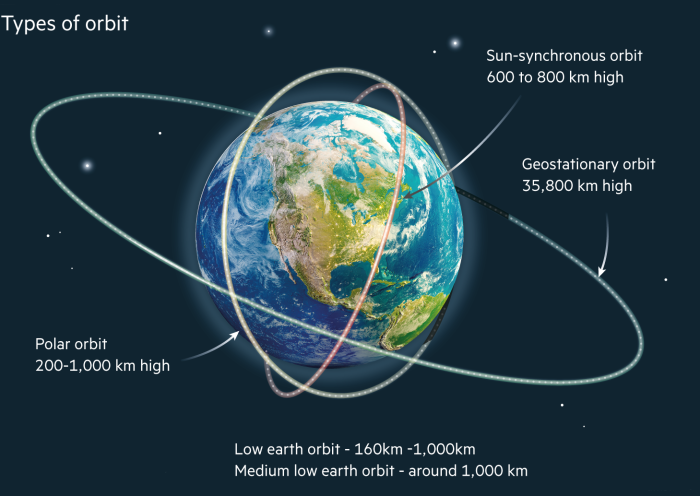 Types of orbit
Sun-synchronous orbit
600 to 800 km high
Geostationary orbit
35,800 km high
Polar orbit
200-1,000 km high
Low earth orbit - 160km -1,000km
Medium low earth orbit - around 1,000 km